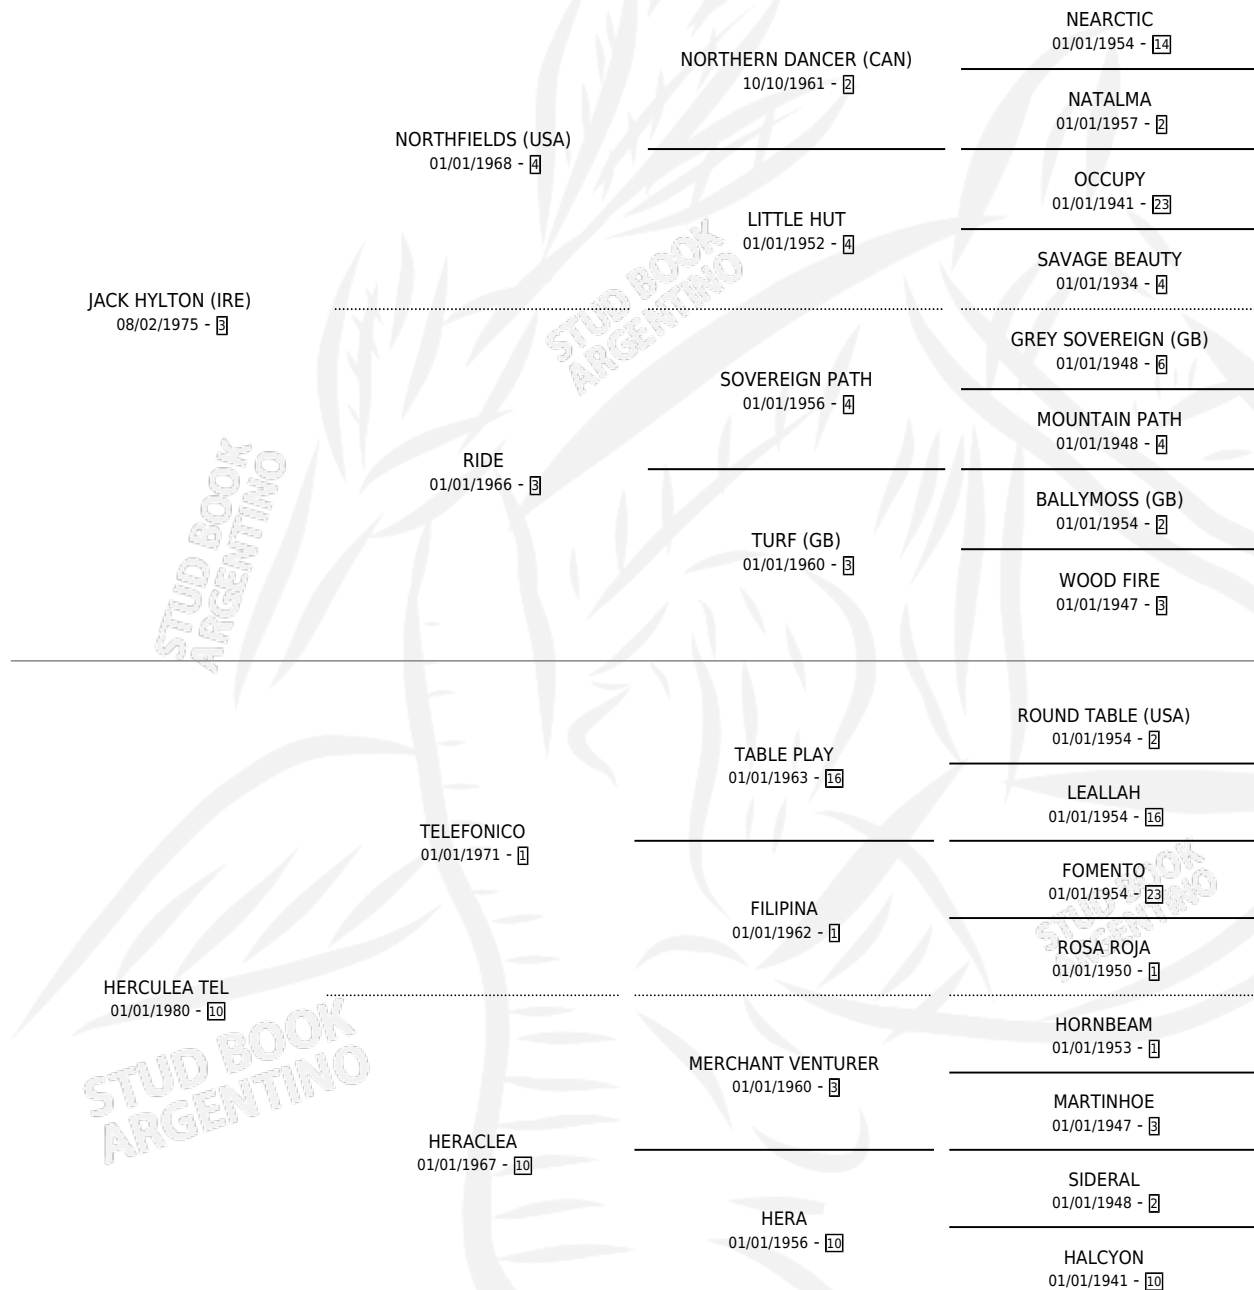 NEARCTIC
01/01/1954 - 14
NORTHERN DANCER (CAN)
10/10/1961 - 2
NATALMA
01/01/1957 - 2
NORTHFIELDS (USA)
01/01/1968 - 4
OCCUPY
01/01/1941 - 23
LITTLE HUT
01/01/1952 - 4
SAVAGE BEAUTY
01/01/1934 - 4
JACK HYLTON (IRE)
08/02/1975 - 3
GREY SOVEREIGN (GB)
01/01/1948 - 6
SOVEREIGN PATH
01/01/1956 - 4
MOUNTAIN PATH
01/01/1948 - 4
RIDE
01/01/1966 - 3
BALLYMOSS (GB)
01/01/1954 - 2
TURF (GB)
01/01/1960 - 3
WOOD FIRE
01/01/1947 - 3
ROUND TABLE (USA)
01/01/1954 - 2
TABLE PLAY
01/01/1963 - 16
LEALLAH
01/01/1954 - 16
TELEFONICO
01/01/1971 - 1
FOMENTO
01/01/1954 - 23
FILIPINA
01/01/1962 - 1
ROSA ROJA
01/01/1950 - 1
HERCULEA TEL
01/01/1980 - 10
HORNBEAM
01/01/1953 - 1
MERCHANT VENTURER
01/01/1960 - 3
MARTINHOE
01/01/1947 - 3
HERACLEA
01/01/1967 - 10
SIDERAL
01/01/1948 - 2
HERA
01/01/1956 - 10
HALCYON
01/01/1941 - 10
STUD BOOK
ARGENTINO
STUD BOOK
ARGENTINO
STUD BOOK
ARGENTINO
STUD BOOK
ARGENTINO